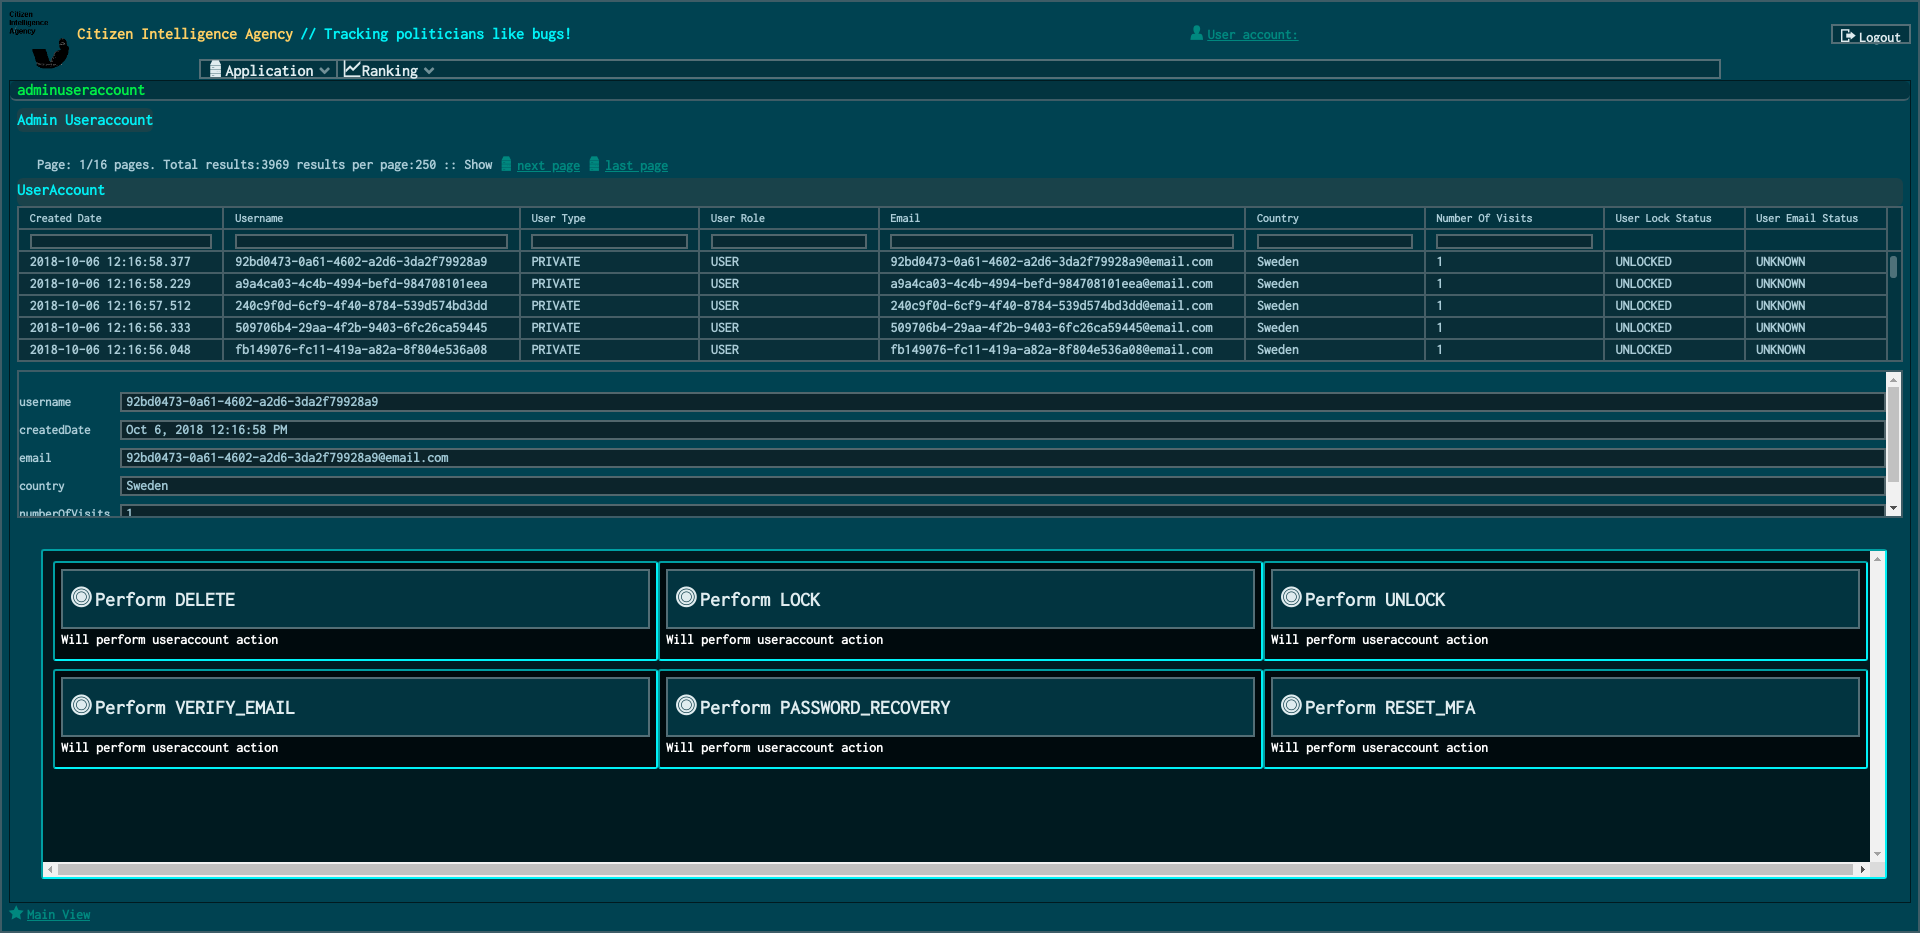 Citizen
Intelligence
Agency
Citizen Intelligence Agency // Tracking politicians like bugs!
User account:
Logout
Application Ranking
adminuseraccount
Admin Useraccount
Page: 1/16 pages. Total results:3969 results per page:250 :: Show next page last page
UserAccount
Created Date Username User Type User Role Email Country Number Of Visits User Lock Status User Email Status
2018-10-06 12:16:58.377 92bd0473-0a61-4602-a2d6-3da2f79928a9 PRIVATE USER 92bd0473-0a61-4602-a2d6-3da2f79928a9@email.com Sweden 1 UNLOCKED UNKNOWN
2018-10-06 12:16:58.229 a9a4ca03-4c4b-4994-befd-984708101eea PRIVATE USER a9a4ca03-4c4b-4994-befd-984708101eea@email.com Sweden 1 UNLOCKED UNKNOWN
2018-10-06 12:16:57.512 240c9f0d-6cf9-4f40-8784-539d574bd3dd PRIVATE USER 240c9f0d-6cf9-4f40-8784-539d574bd3dd@email.com Sweden 1 UNLOCKED UNKNOWN
2018-10-06 12:16:56.333 509706b4-29aa-4f2b-9403-6fc26ca59445 PRIVATE USER 509706b4-29aa-4f2b-9403-6fc26ca59445@email.com Sweden 1 UNLOCKED UNKNOWN
2018-10-06 12:16:56.048 fb149076-fc11-419a-a82a-8f804e536a08 PRIVATE USER fb149076-fc11-419a-a82a-8f804e536a08@email.com Sweden 1 UNLOCKED UNKNOWN
username 92bd0473-0a61-4602-a2d6-3da2f79928a9
createdDate Oct 6, 2018 12:16:58 PM
email 92bd0473-0a61-4602-a2d6-3da2f79928a9@email.com
country Sweden
numberOfVisits 1
Perform DELETE Perform LOCK Perform UNLOCK
Will perform useraccount action Will perform useraccount action Will perform useraccount action
Perform VERIFY_EMAIL Perform PASSWORD_RECOVERY Perform RESET_MFA
Will perform useraccount action Will perform useraccount action Will perform useraccount action
Main View